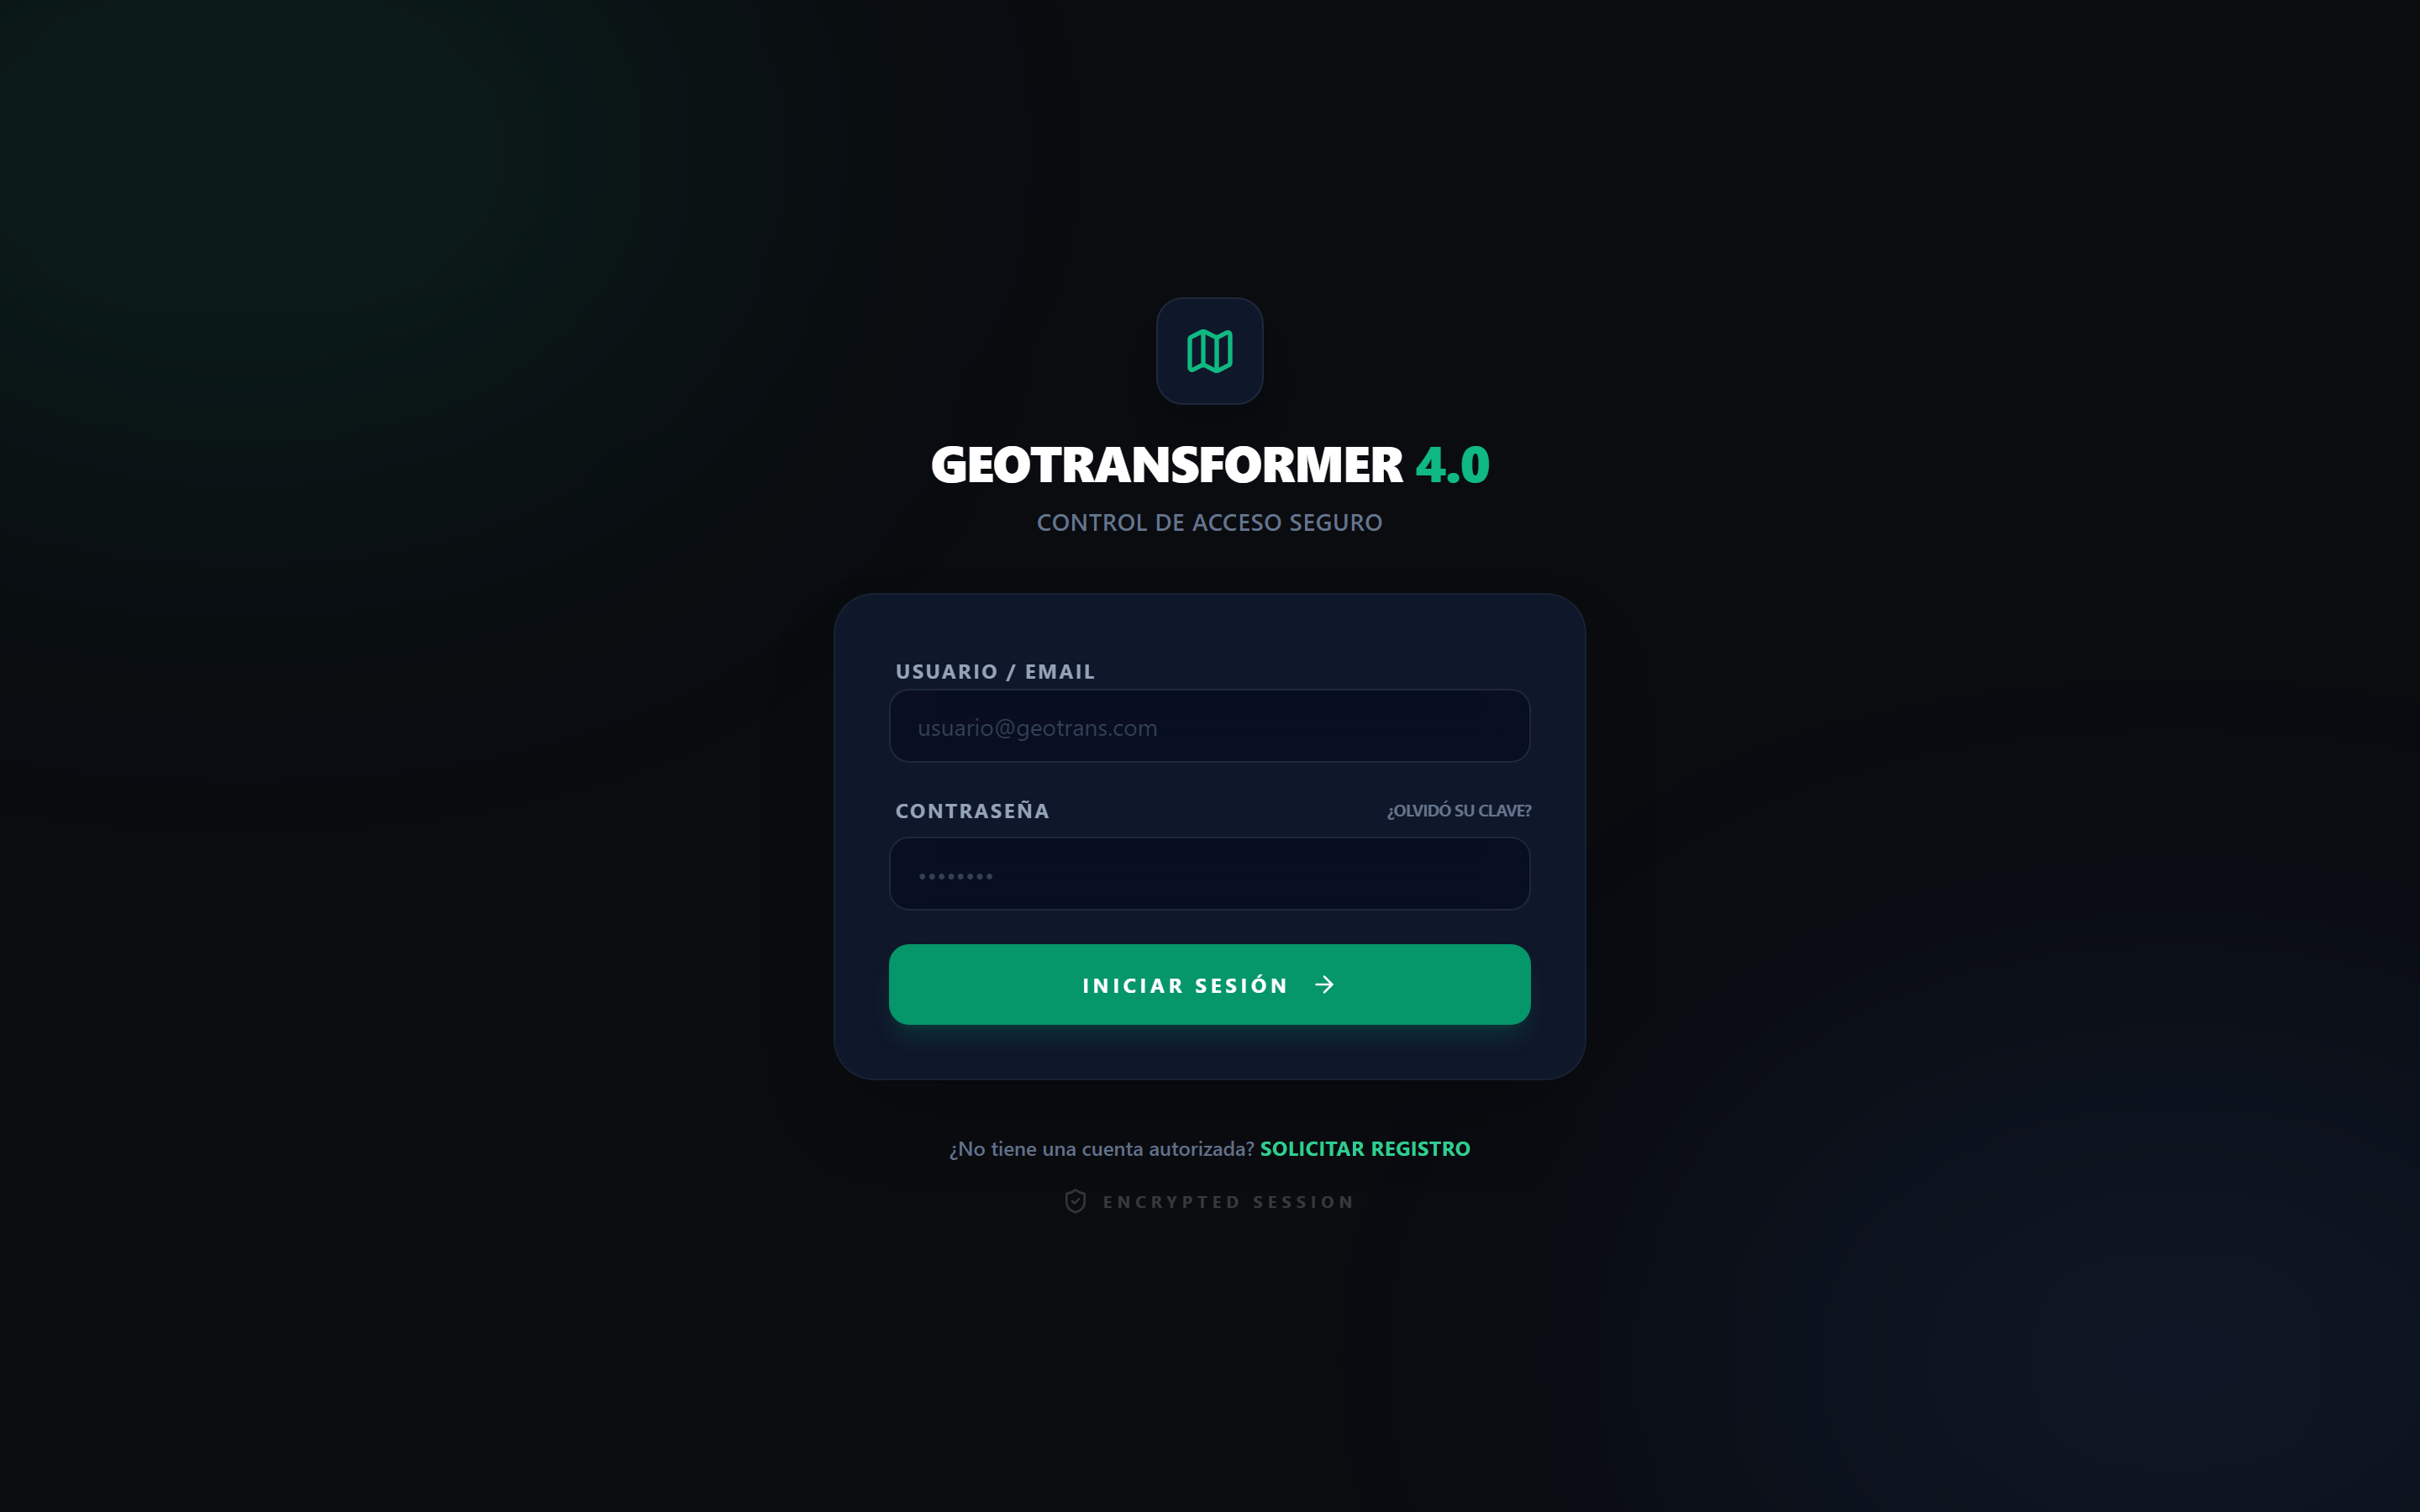 GEOTRANSFORMER 4.0
CONTROL DE ACCESO SEGURO
USUARIO / EMAIL
usuario@geotrans.com
CONTRASEÑA
¿OLVIDÓ SU CLAVE?
••••••••
INICIAR SESIÓN →
¿No tiene una cuenta autorizada? SOLICITAR REGISTRO
ENCRYPTED SESSION